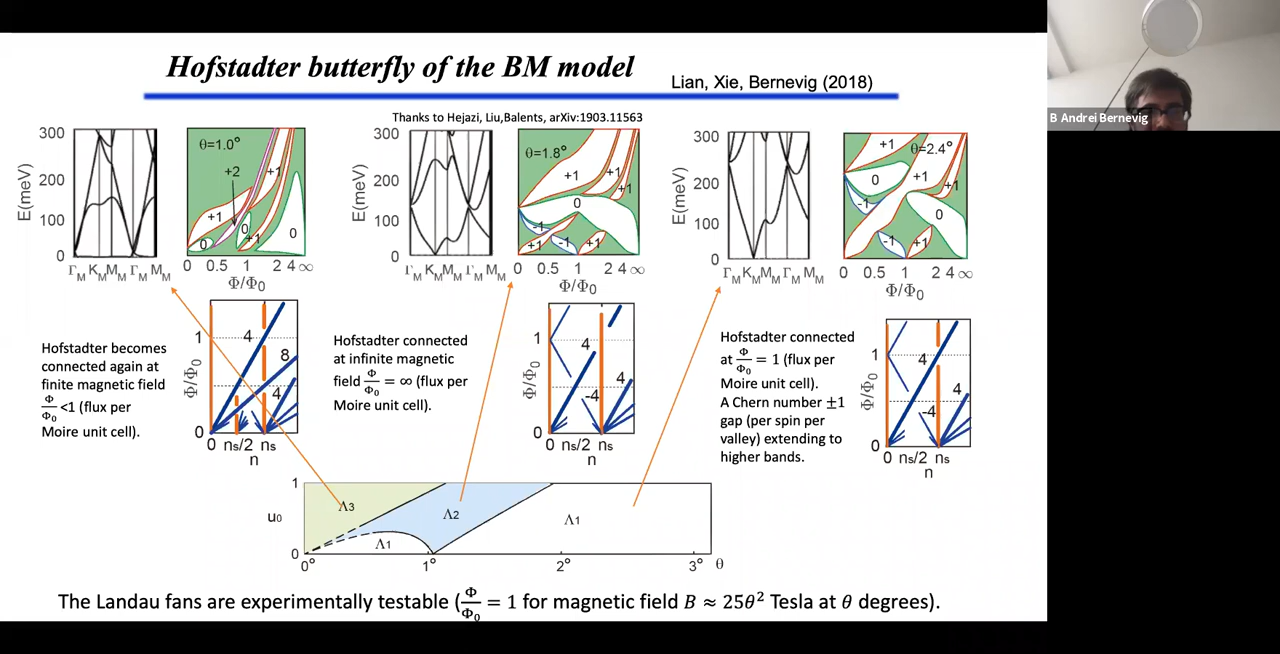 Hofstadter butterfly of the BM model
Lian, Xie, Bernevig (2018)
B Andrei Bernevig
Thanks to Hejazi, Liu,Balents, arXiv:1903.11563
300
200
100
0
E(meV)
Γ_M K_M M_M Γ_M M_M
θ=1.0°
+2
+1
+1
0
0
+1
0
0 0.5 1 2 4 ∞
Φ/Φ₀
300
200
100
0
E(meV)
Γ_M K_M M_M Γ_M M_M
θ=1.8°
+1
+1
+1
0
-1
+1
-1
+1
0 0.5 1 2 4 ∞
Φ/Φ₀
300
200
100
0
E(meV)
Γ_M K_M M_M Γ_M M_M
+1
θ=2.4°
0
+1
+1
-1
0
-1
+1
0 0.5 1 2 4 ∞
Φ/Φ₀
Hofstadter becomes
connected again at
finite magnetic field
Φ/Φ₀ <1 (flux per
Moire unit cell).
1
Φ/Φ₀
0
4
8
4
0 ns/2 ns
n
Hofstadter connected
at infinite magnetic
field Φ/Φ₀ = ∞ (flux per
Moire unit cell).
1
Φ/Φ₀
0
4
4
-4
0 ns/2 ns
n
Hofstadter connected
at Φ/Φ₀ = 1 (flux per
Moire unit cell).
A Chern number ±1
gap (per spin per
valley) extending to
higher bands.
1
Φ/Φ₀
0
4
4
-4
0 ns/2 ns
n
1
u₀
0
Λ3
Λ2
Λ1
Λ1
0° 1° 2° 3° θ
The Landau fans are experimentally testable (Φ/Φ₀ = 1 for magnetic field B ≈ 25θ² Tesla at θ degrees).